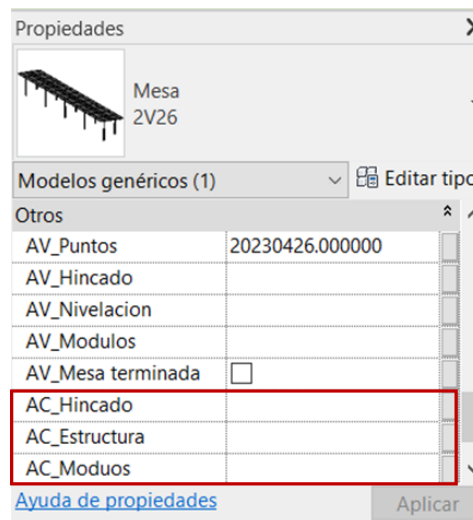 Propiedades
Mesa
2V26
Modelos genéricos (1)
Editar tipo
Otros
AV_Puntos 20230426.000000
AV_Hincado
AV_Nivelacion
AV_Modulos
AV_Mesa terminada
AC_Hincado
AC_Estructura
AC_Moduos
Ayuda de propiedades
Aplicar